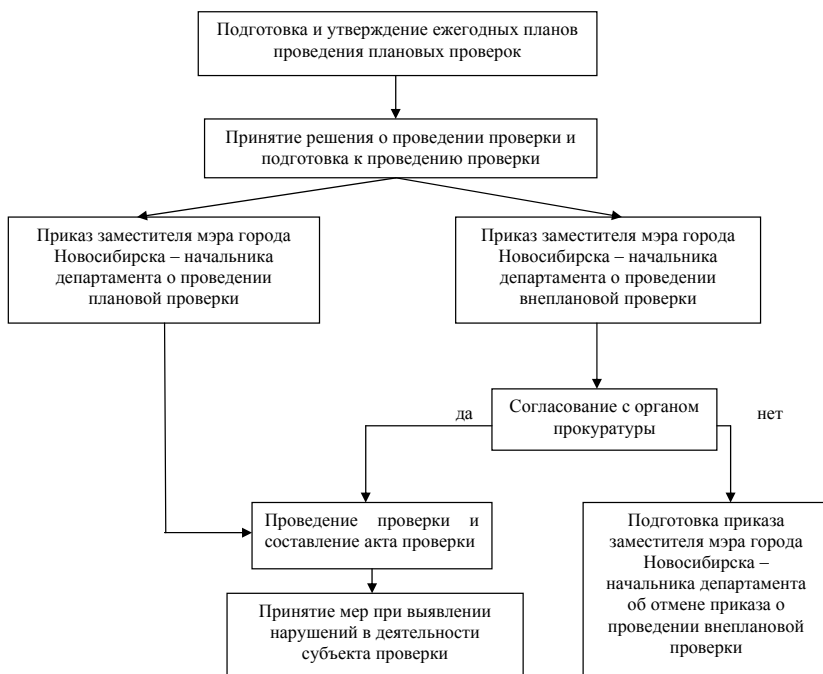 Подготовка и утверждение ежегодных планов
проведения плановых проверок
Принятие решения о проведении проверки и
подготовка к проведению проверки
Приказ заместителя мэра города
Новосибирска – начальника
департамента о проведении
плановой проверки
Приказ заместителя мэра города
Новосибирска – начальника
департамента о проведении
внеплановой проверки
да
Согласование с органом
прокуратуры
нет
Проведение проверки и
составление акта проверки
Подготовка приказа
заместителя мэра города
Новосибирска –
начальника департамента
об отмене приказа о
проведении внеплановой
проверки
Принятие мер при выявлении
нарушений в деятельности
субъекта проверки